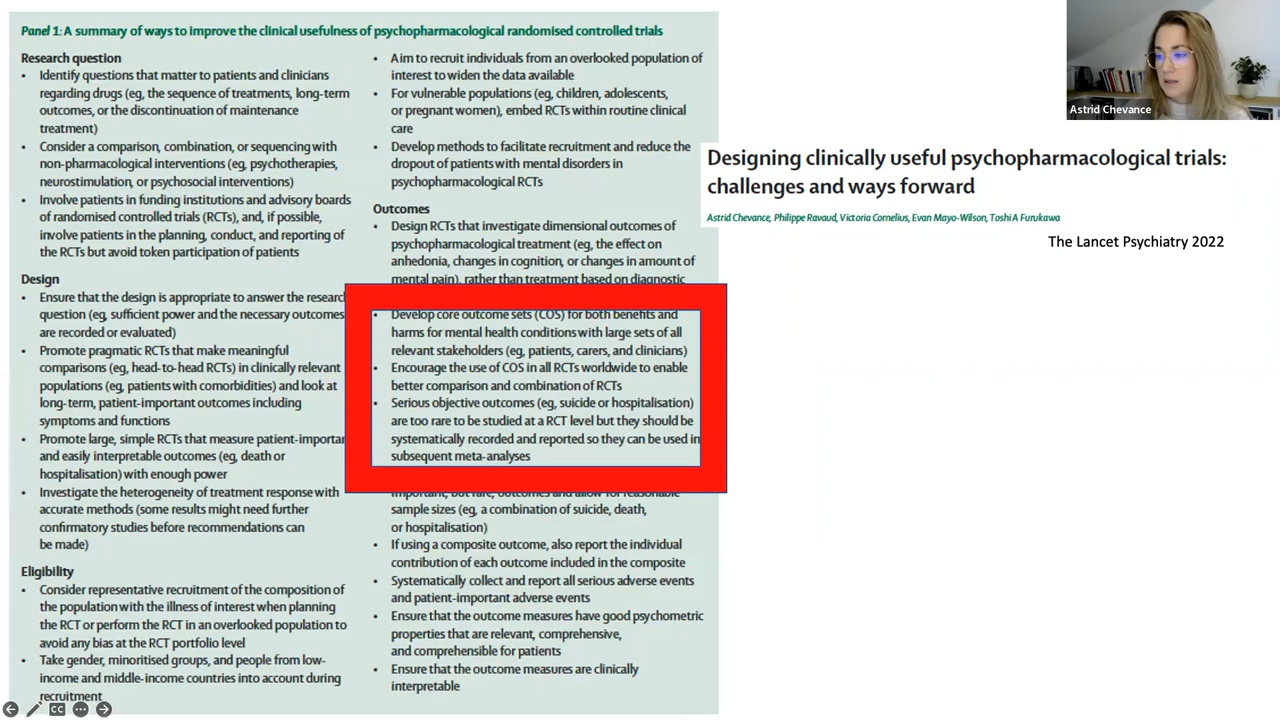 Panel 1: A summary of ways to improve the clinical usefulness of psychopharmacological randomised controlled trials
Research question
• Identify questions that matter to patients and clinicians
regarding drugs (eg, the sequence of treatments, long-term
outcomes, or the discontinuation of maintenance
treatment)
• Consider a comparison, combination, or sequencing with
non-pharmacological interventions (eg, psychotherapies,
neurostimulation, or psychosocial interventions)
• Involve patients in funding institutions and advisory boards
of randomised controlled trials (RCTs), and, if possible,
involve patients in the planning, conduct, and reporting of
the RCTs but avoid token participation of patients
Design
• Ensure that the design is appropriate to answer the research
question (eg, sufficient power and the necessary outcomes
are recorded or evaluated)
• Promote pragmatic RCTs that make meaningful
comparisons (eg, head-to-head RCTs) in clinically relevant
populations (eg, patients with comorbidities) and look at
long-term, patient-important outcomes including
symptoms and functions
• Promote large, simple RCTs that measure patient-importan
and easily interpretable outcomes (eg, death or
hospitalisation) with enough power
• Investigate the heterogeneity of treatment response with
accurate methods (some results might need further
confirmatory studies before recommendations can
be made)
Eligibility
• Consider representative recruitment of the composition of
the population with the illness of interest when planning
the RCT or perform the RCT in an overlooked population to
avoid any bias at the RCT portfolio level
• Take gender, minoritised groups, and people from low-
income and middle-income countries into account during
recruitment
• Aim to recruit individuals from an overlooked population of
interest to widen the data available
• For vulnerable populations (eg, children, adolescents,
or pregnant women), embed RCTs within routine clinical
care
• Develop methods to facilitate recruitment and reduce the
dropout of patients with mental disorders in
psychopharmacological RCTs
Outcomes
• Design RCTs that investigate dimensional outcomes of
psychopharmacological treatment (eg, the effect on
anhedonia, changes in cognition, or changes in amount of
mental pain), rather than treatment based on diagnostic
• Develop core outcome sets (COS) for both benefits and
harms for mental health conditions with large sets of all
relevant stakeholders (eg, patients, carers, and clinicians)
• Encourage the use of COS in all RCTs worldwide to enable
better comparison and combination of RCTs
• Serious objective outcomes (eg, suicide or hospitalisation)
are too rare to be studied at a RCT level but they should be
systematically recorded and reported so they can be used in
subsequent meta-analyses
important, but rare, outcomes and allow for reasonable
sample sizes (eg, a combination of suicide, death,
or hospitalisation)
• If using a composite outcome, also report the individual
contribution of each outcome included in the composite
• Systematically collect and report all serious adverse events
and patient-important adverse events
• Ensure that the outcome measures have good psychometric
properties that are relevant, comprehensive,
and comprehensible for patients
• Ensure that the outcome measures are clinically
interpretable
Astrid Chevance
Designing clinically useful psychopharmacological trials:
challenges and ways forward
Astrid Chevance, Philippe Ravaud, Victoria Cornelius, Evan Mayo-Wilson, Toshi A Furukawa
The Lancet Psychiatry 2022
CC